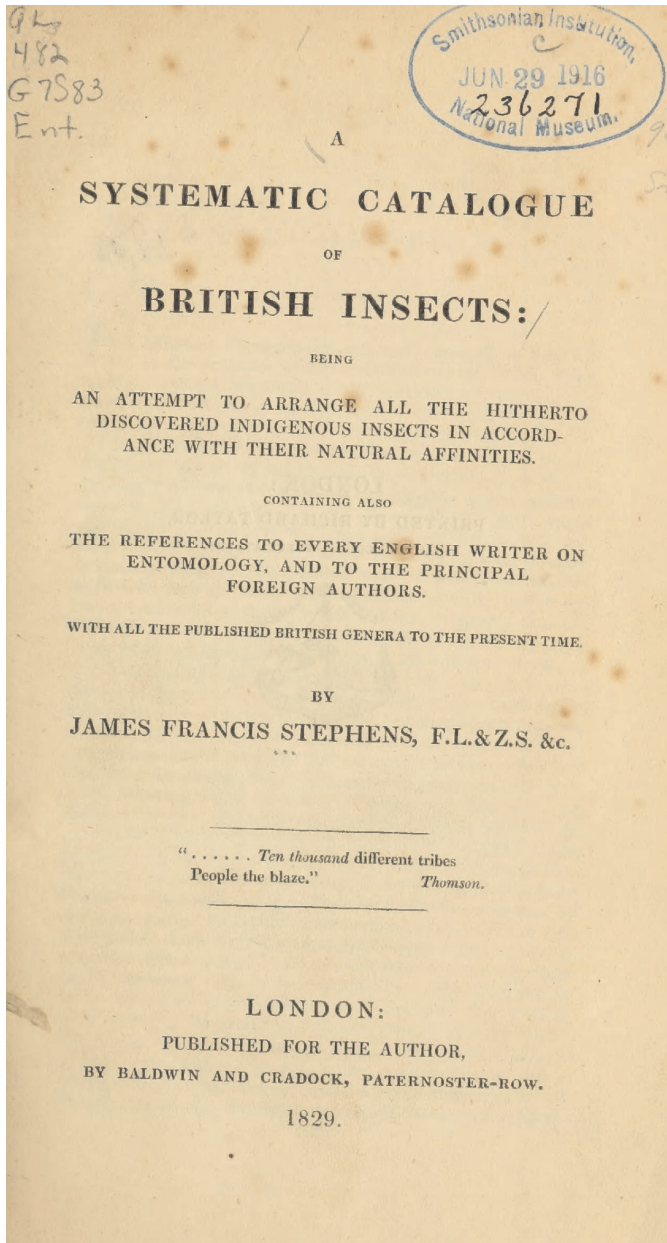 QL
482
G7S83
Ent.
Smithsonian Institution,
JUN 29 1916
236271
National Museum.
A
SYSTEMATIC CATALOGUE
OF
BRITISH INSECTS:
BEING
AN ATTEMPT TO ARRANGE ALL THE HITHERTO
DISCOVERED INDIGENOUS INSECTS IN ACCORD-
ANCE WITH THEIR NATURAL AFFINITIES.
CONTAINING ALSO
THE REFERENCES TO EVERY ENGLISH WRITER ON
ENTOMOLOGY, AND TO THE PRINCIPAL
FOREIGN AUTHORS.
WITH ALL THE PUBLISHED BRITISH GENERA TO THE PRESENT TIME.
BY
JAMES FRANCIS STEPHENS, F.L.&Z.S. &c.
“ . . . . . . Ten thousand different tribes
People the blaze.” Thomson.
LONDON:
PUBLISHED FOR THE AUTHOR,
BY BALDWIN AND CRADOCK, PATERNOSTER-ROW.
1829.